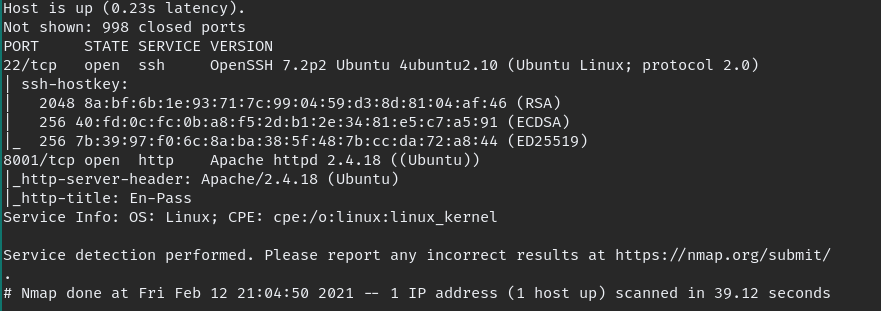 Host is up (0.23s latency).
Not shown: 998 closed ports
PORT     STATE SERVICE VERSION
22/tcp   open  ssh     OpenSSH 7.2p2 Ubuntu 4ubuntu2.10 (Ubuntu Linux; protocol 2.0)
| ssh-hostkey:
|   2048 8a:bf:6b:1e:93:71:7c:99:04:59:d3:8d:81:04:af:46 (RSA)
|   256 40:fd:0c:fc:0b:a8:f5:2d:b1:2e:34:81:e5:c7:a5:91 (ECDSA)
|_  256 7b:39:97:f0:6c:8a:ba:38:5f:48:7b:cc:da:72:a8:44 (ED25519)
8001/tcp open  http    Apache httpd 2.4.18 ((Ubuntu))
|_http-server-header: Apache/2.4.18 (Ubuntu)
|_http-title: En-Pass
Service Info: OS: Linux; CPE: cpe:/o:linux:linux_kernel

Service detection performed. Please report any incorrect results at https://nmap.org/submit/
.
# Nmap done at Fri Feb 12 21:04:50 2021 -- 1 IP address (1 host up) scanned in 39.12 seconds